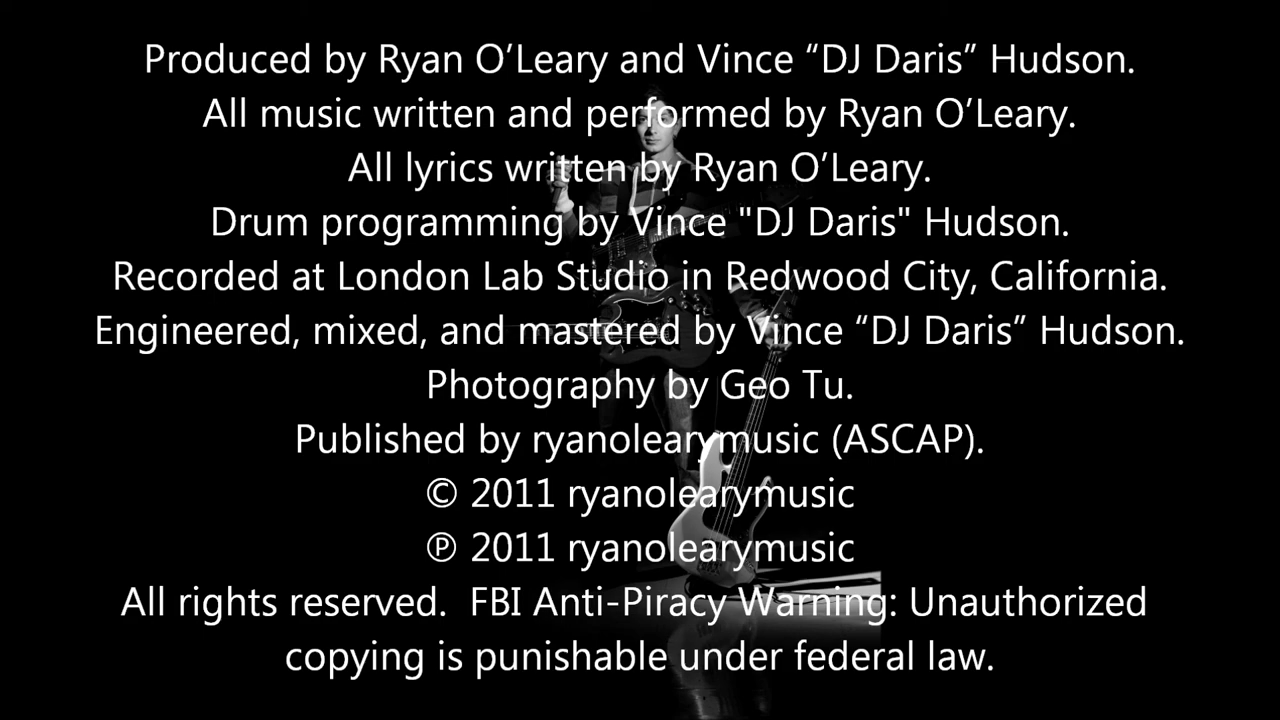 Produced by Ryan O’Leary and Vince “DJ Daris” Hudson.
All music written and performed by Ryan O’Leary.
All lyrics written by Ryan O’Leary.
Drum programming by Vince "DJ Daris" Hudson.
Recorded at London Lab Studio in Redwood City, California.
Engineered, mixed, and mastered by Vince “DJ Daris” Hudson.
Photography by Geo Tu.
Published by ryanolearymusic (ASCAP).
© 2011 ryanolearymusic
℗ 2011 ryanolearymusic
All rights reserved.  FBI Anti-Piracy Warning: Unauthorized
copying is punishable under federal law.